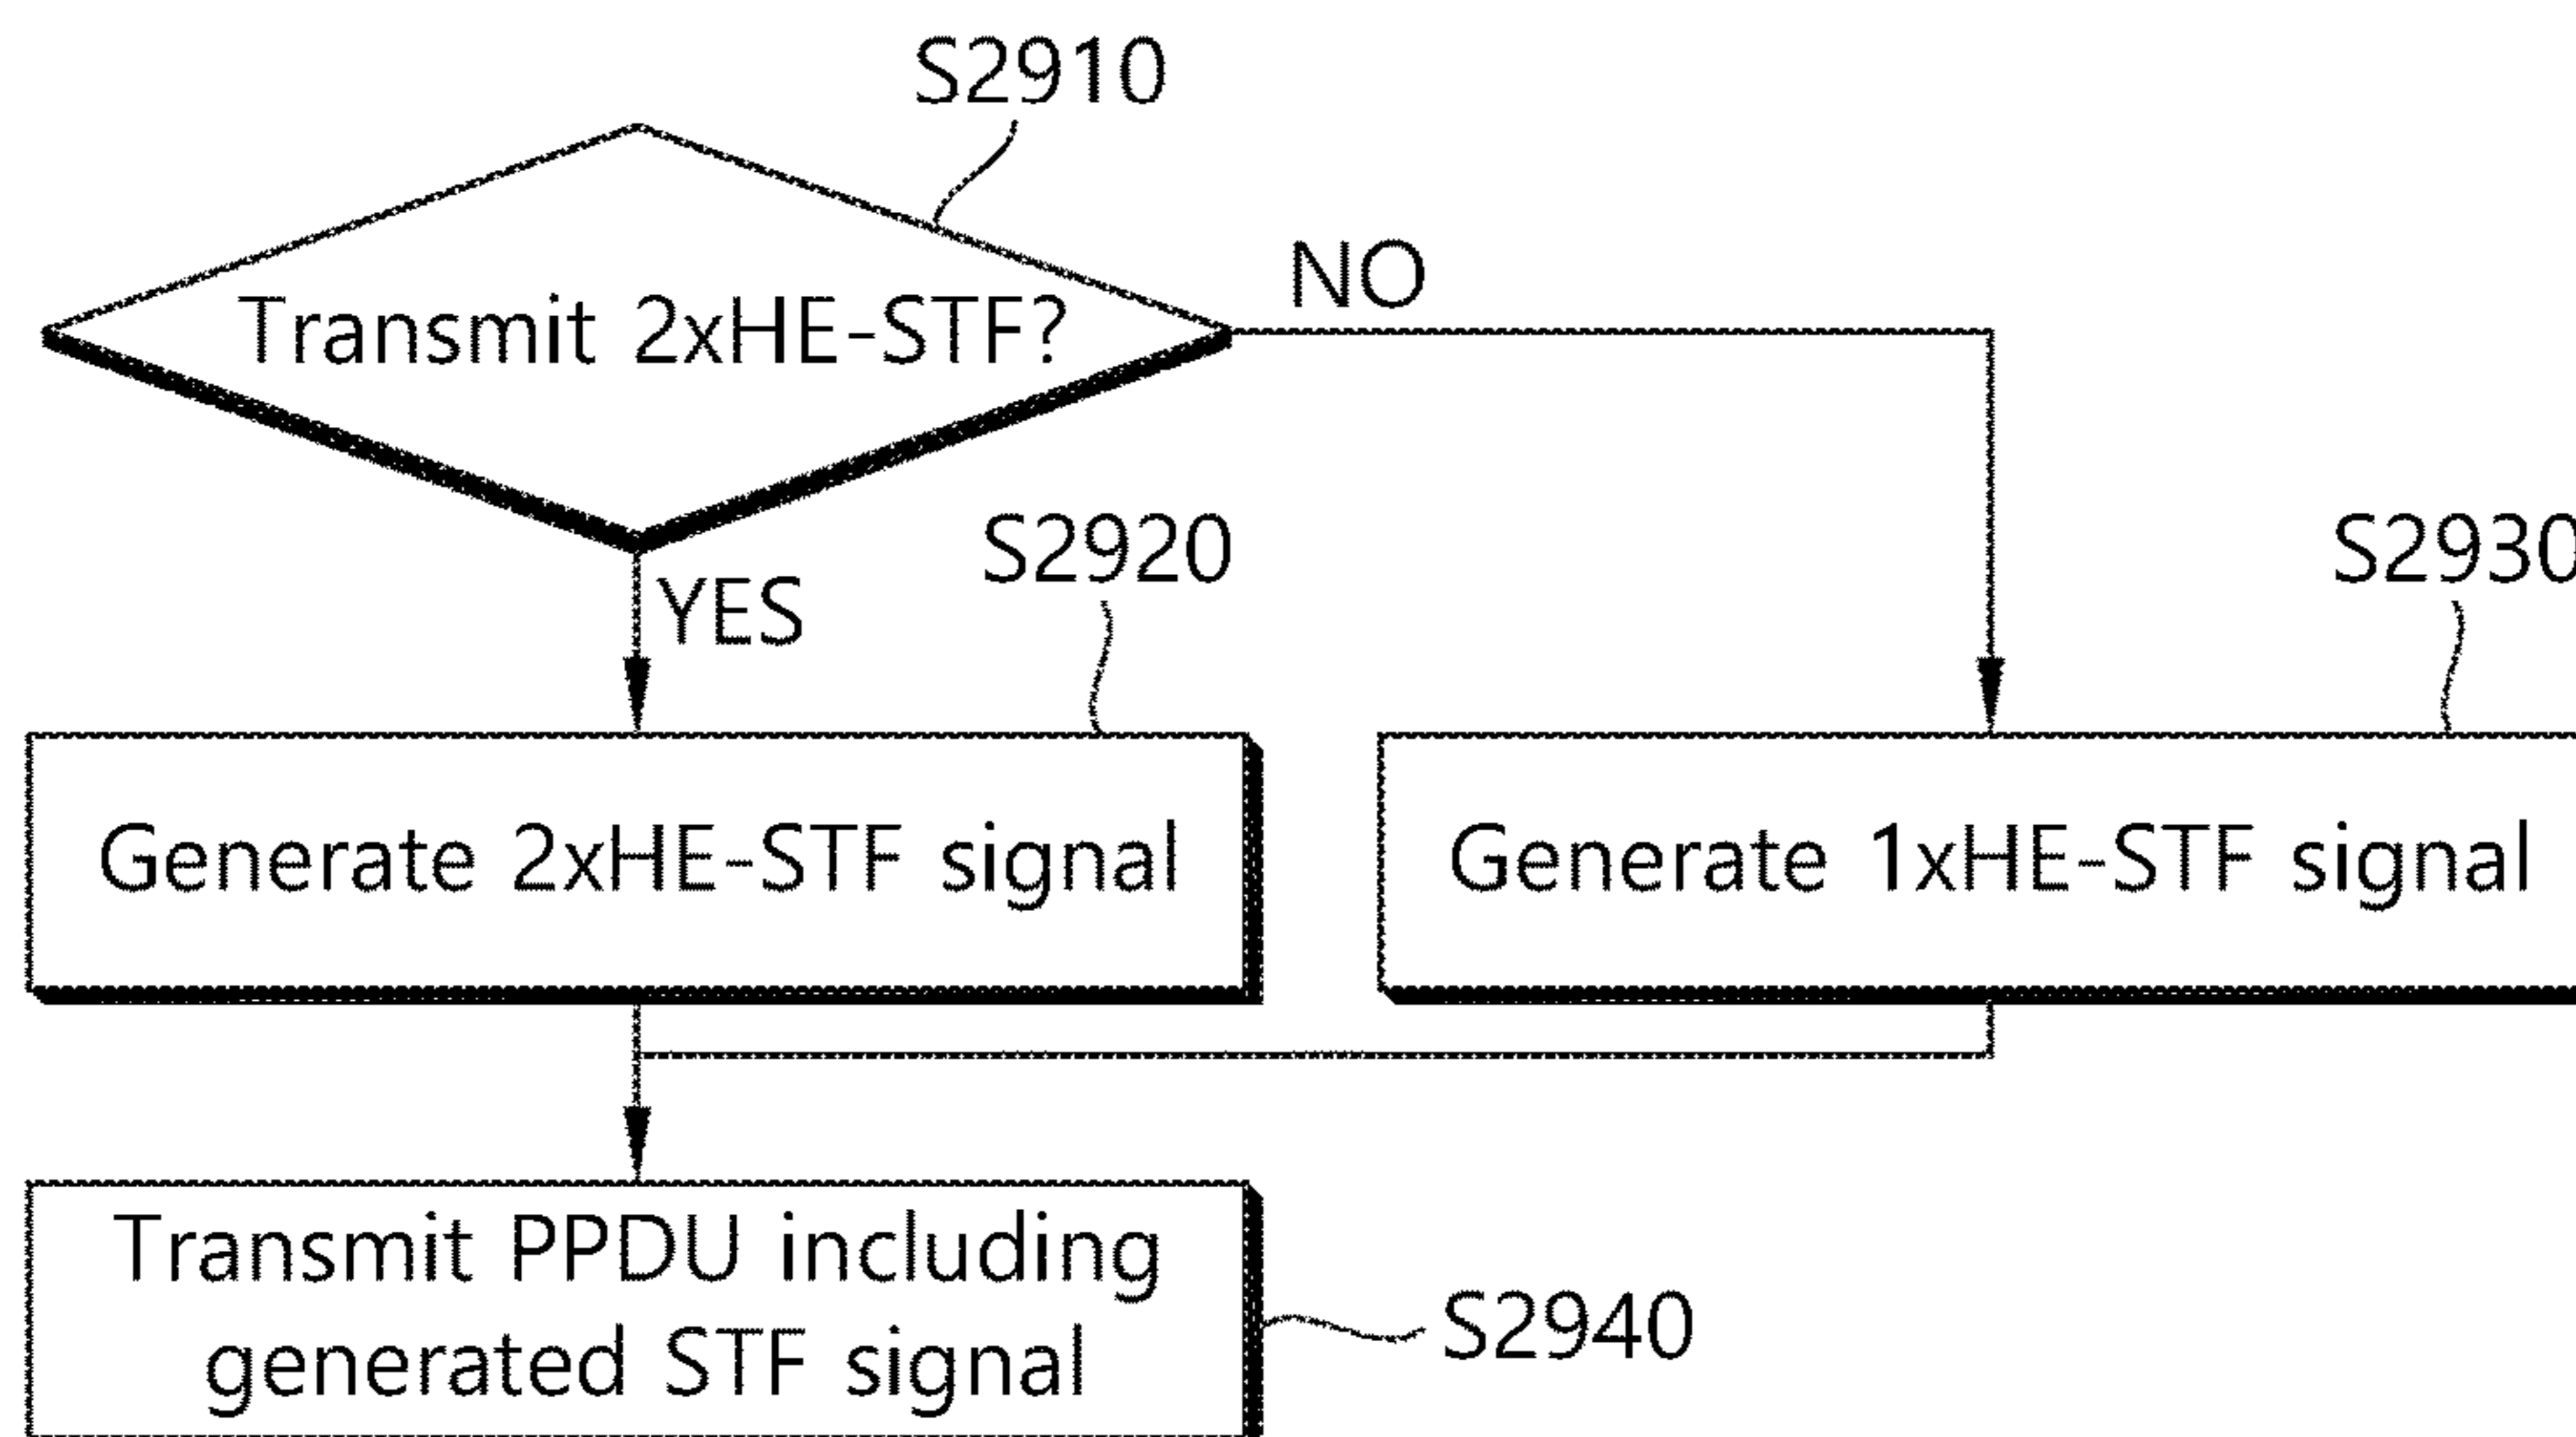 S2910
Transmit 2xHE-STF?
NO
YES
S2920
S2930
Generate 2xHE-STF signal
Generate 1xHE-STF signal
Transmit PPDU including
generated STF signal
S2940